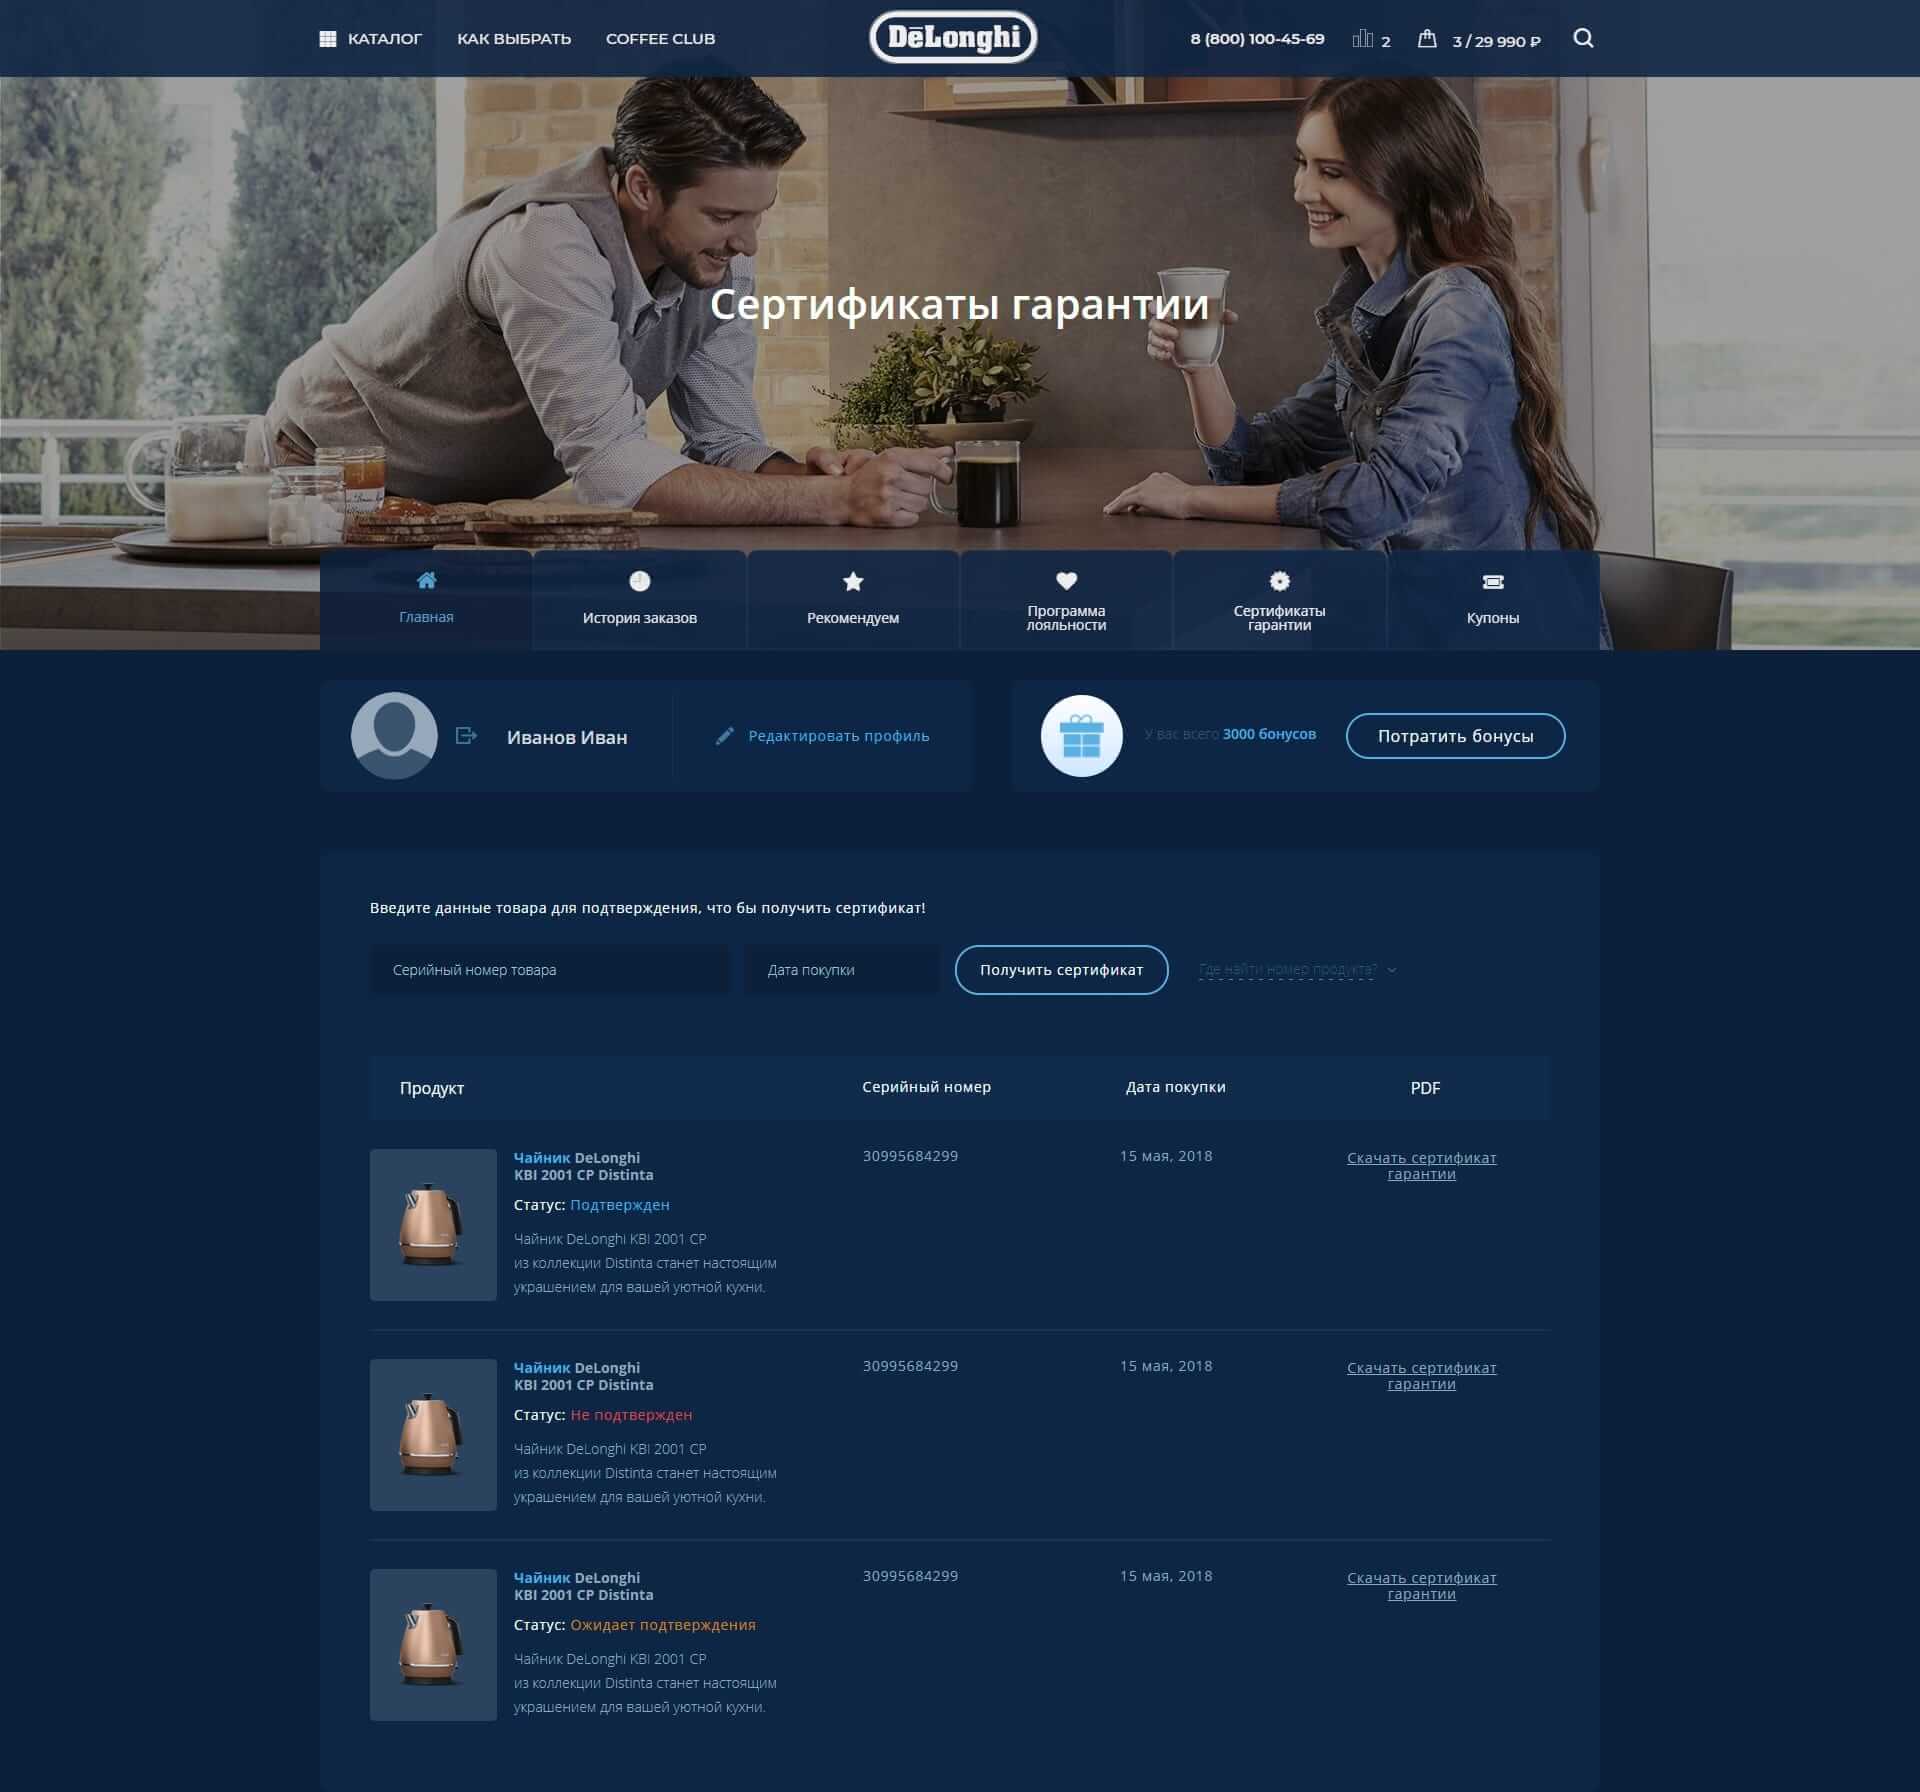 КАТАЛОГ
КАК ВЫБРАТЬ
COFFEE CLUB
DēLonghi
8 (800) 100-45-69
2
3 / 29 990 ₽
Сертификаты гарантии
Главная
История заказов
Рекомендуем
Программа
лояльности
Сертификаты
гарантии
Купоны
Иванов Иван
Редактировать профиль
У вас всего 3000 бонусов
Потратить бонусы
Введите данные товара для подтверждения, что бы получить сертификат!
Серийный номер товара
Дата покупки
Получить сертификат
Где найти номер продукта?
Продукт
Серийный номер
Дата покупки
PDF
Чайник DeLonghi
KBI 2001 CP Distinta
Статус: Подтвержден
Чайник DeLonghi KBI 2001 CP
из коллекции Distinta станет настоящим
украшением для вашей уютной кухни.
30995684299
15 мая, 2018
Скачать сертификат
гарантии
Чайник DeLonghi
KBI 2001 CP Distinta
Статус: Не подтвержден
Чайник DeLonghi KBI 2001 CP
из коллекции Distinta станет настоящим
украшением для вашей уютной кухни.
30995684299
15 мая, 2018
Скачать сертификат
гарантии
Чайник DeLonghi
KBI 2001 CP Distinta
Статус: Ожидает подтверждения
Чайник DeLonghi KBI 2001 CP
из коллекции Distinta станет настоящим
украшением для вашей уютной кухни.
30995684299
15 мая, 2018
Скачать сертификат
гарантии